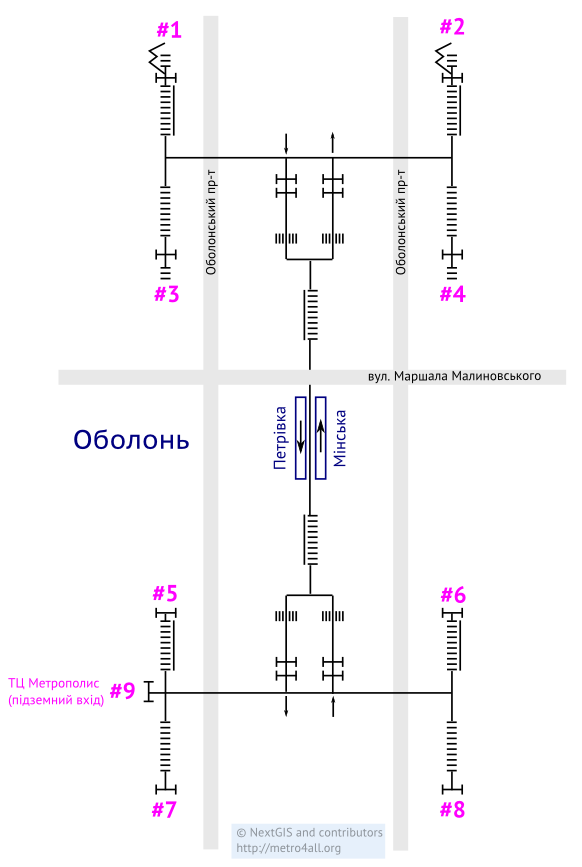 #1
#2
Оболонський пр-т
Оболонський пр-т
#3
#4
вул. Маршала Малиновського
Оболонь
Петрівка
Мінська
#5
#6
ТЦ Метрополис
(підземний вхід)
#9
#7
#8
© NextGIS and contributors
http://metro4all.org